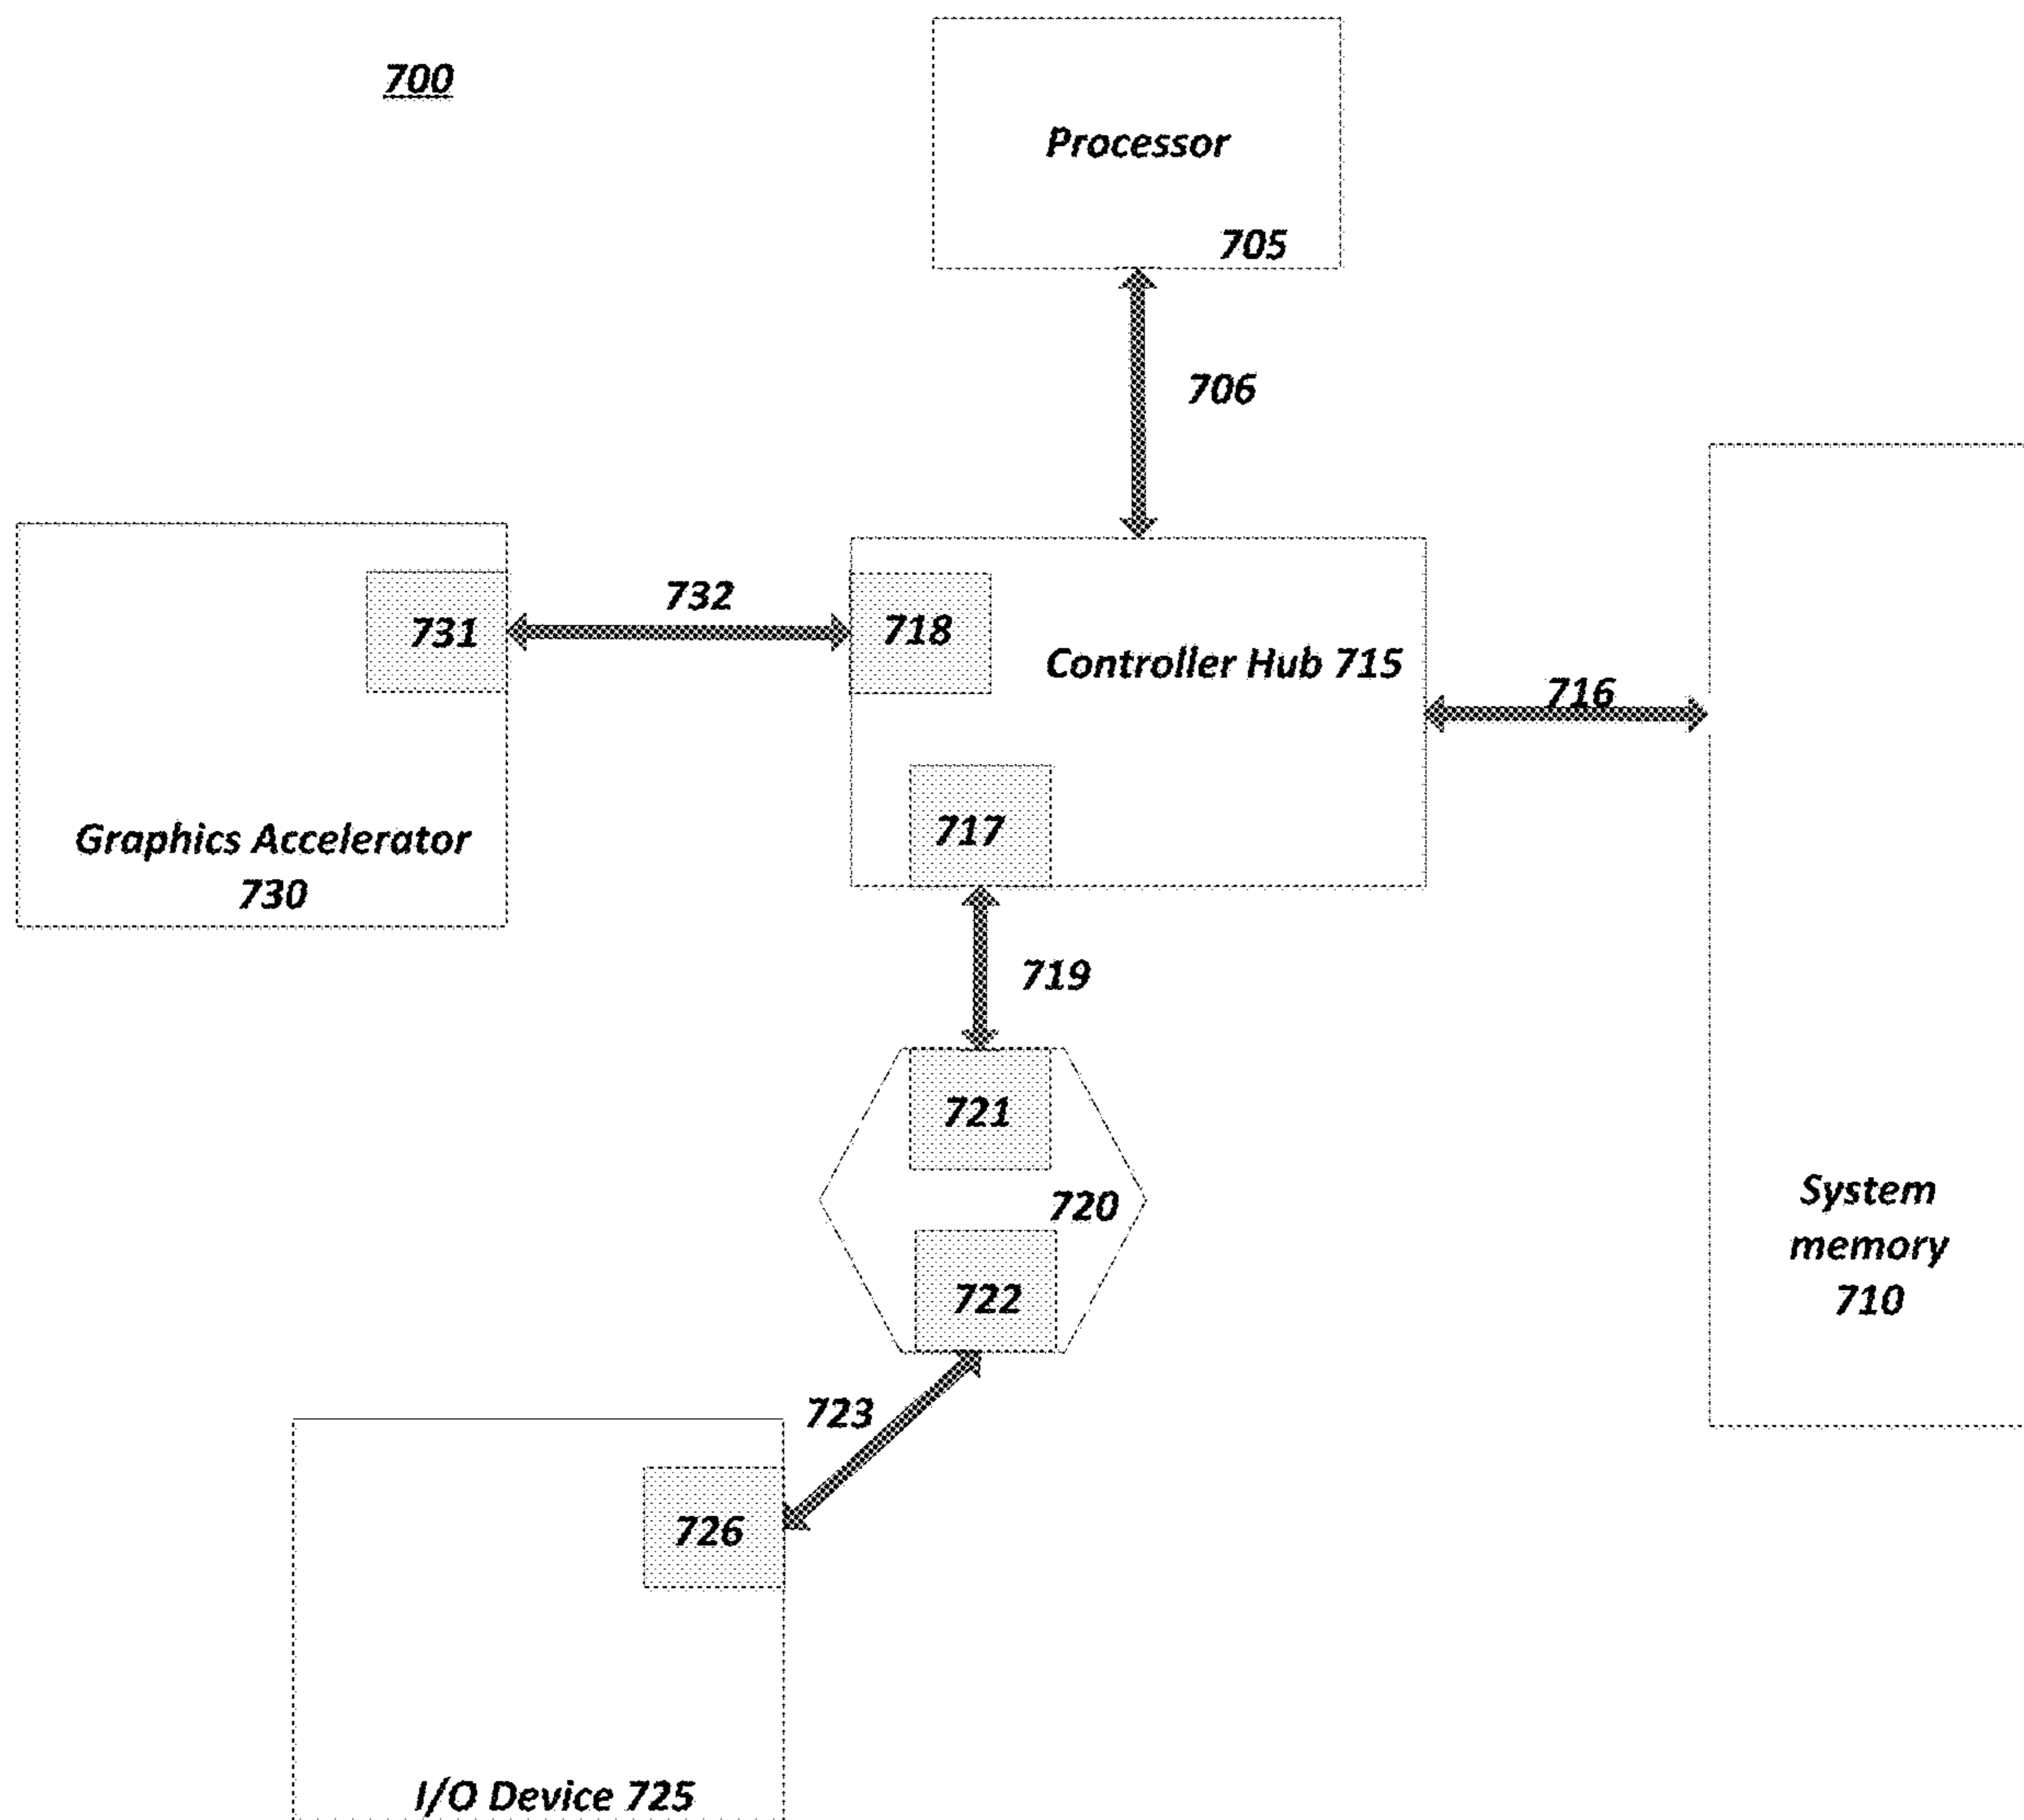 700
Processor
705
706
732
731
718
Controller Hub 715
716
717
Graphics Accelerator
730
719
721
720
722
System
memory
710
723
726
I/O Device 725